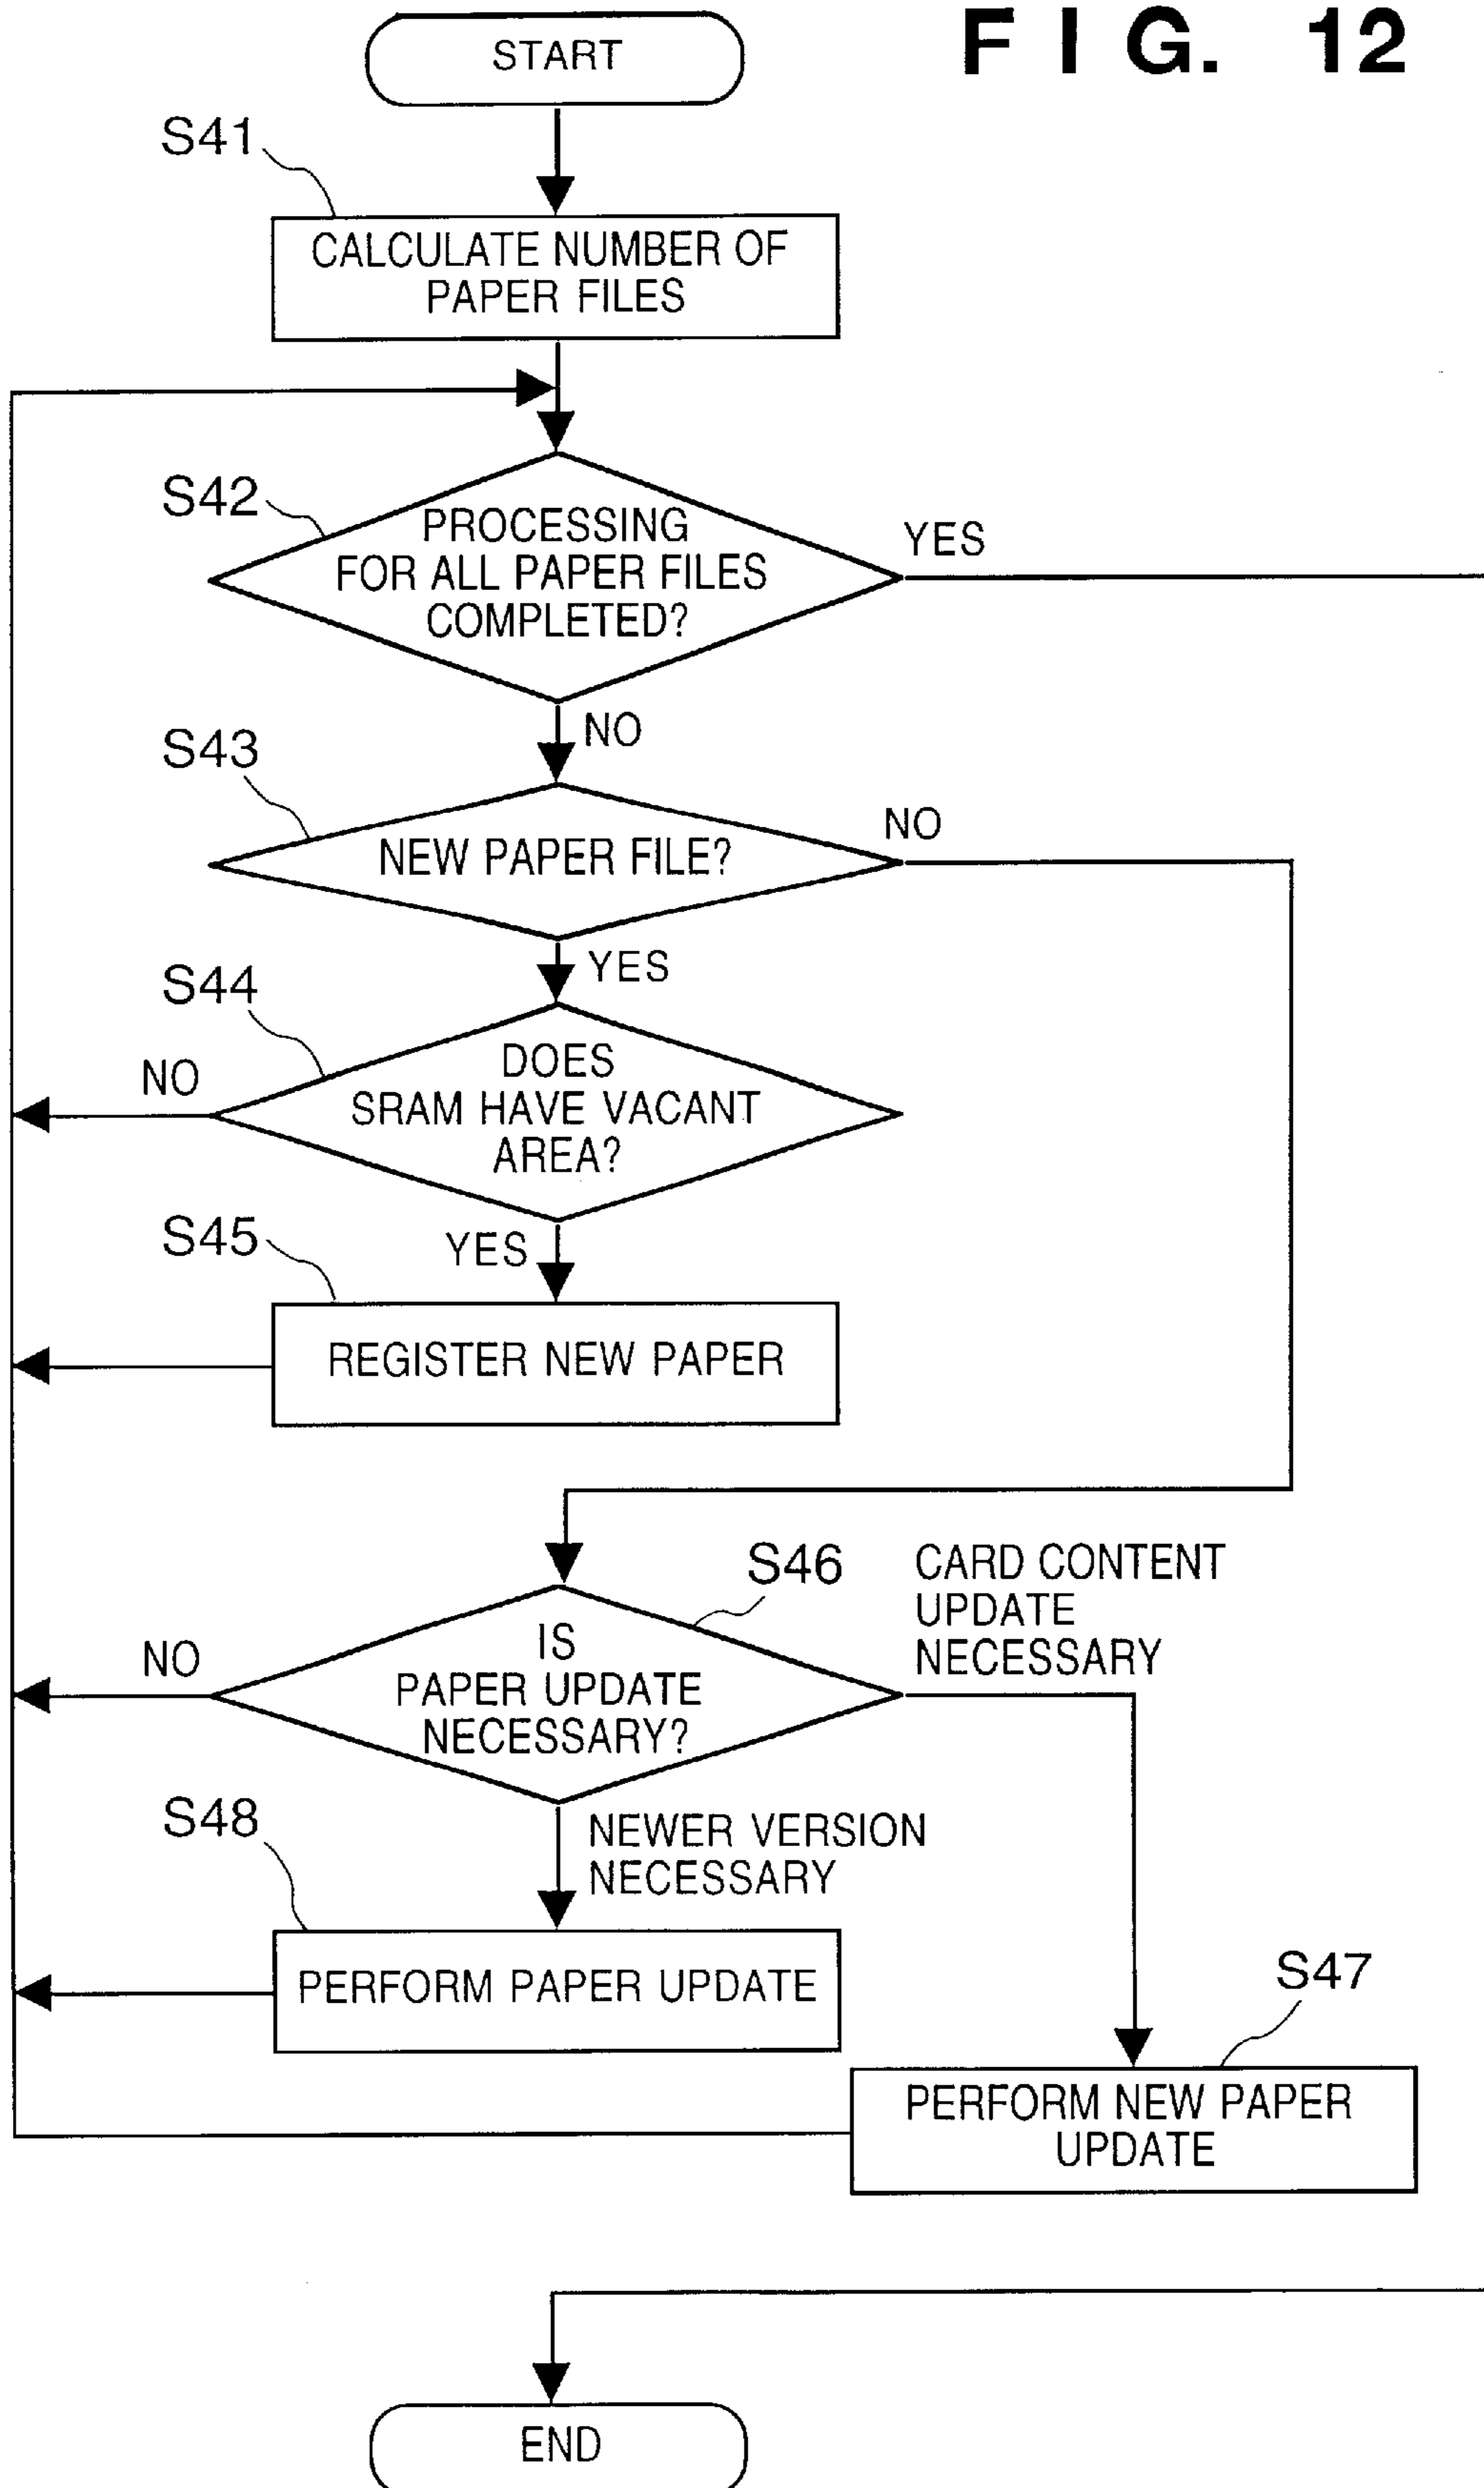 FIG. 12
START
S41
CALCULATE NUMBER OF
PAPER FILES
S42
PROCESSING
FOR ALL PAPER FILES
COMPLETED?
YES
NO
S43
NEW PAPER FILE?
NO
YES
S44
DOES
SRAM HAVE VACANT
AREA?
NO
YES
S45
REGISTER NEW PAPER
S46
IS
PAPER UPDATE
NECESSARY?
NO
CARD CONTENT
UPDATE
NECESSARY
NEWER VERSION
NECESSARY
S48
PERFORM PAPER UPDATE
S47
PERFORM NEW PAPER
UPDATE
END